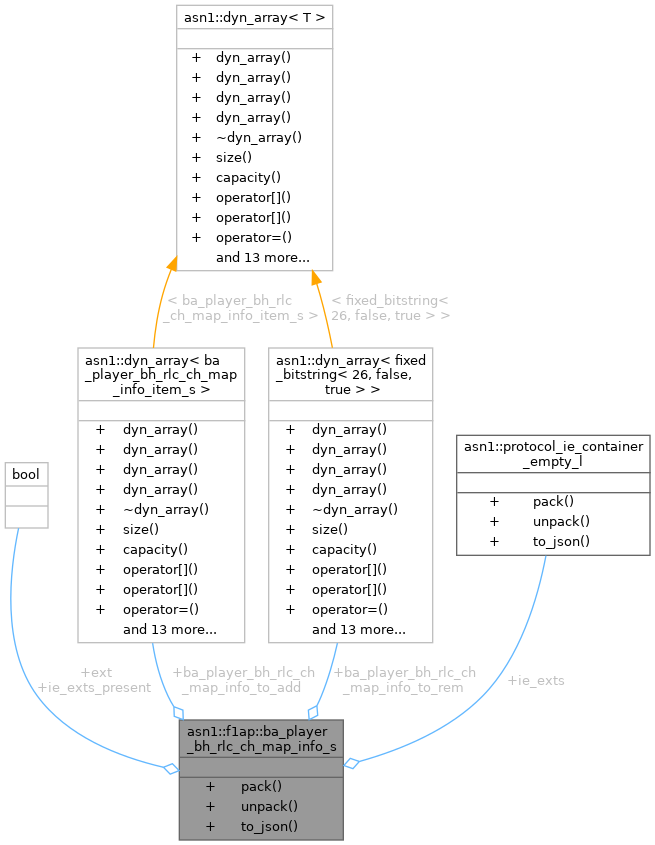 asn1::dyn_array< T >
+ dyn_array()
+ dyn_array()
+ dyn_array()
+ dyn_array()
+ ~dyn_array()
+ size()
+ capacity()
+ operator[]()
+ operator[]()
+ operator=()
and 13 more...
< ba_player_bh_rlc
_ch_map_info_item_s >
< fixed_bitstring<
26, false, true > >
asn1::dyn_array< ba
_player_bh_rlc_ch_map
_info_item_s >
+ dyn_array()
+ dyn_array()
+ dyn_array()
+ dyn_array()
+ ~dyn_array()
+ size()
+ capacity()
+ operator[]()
+ operator[]()
+ operator=()
and 13 more...
asn1::dyn_array< fixed
_bitstring< 26, false,
true > >
+ dyn_array()
+ dyn_array()
+ dyn_array()
+ dyn_array()
+ ~dyn_array()
+ size()
+ capacity()
+ operator[]()
+ operator[]()
+ operator=()
and 13 more...
asn1::protocol_ie_container
_empty_l
+ pack()
+ unpack()
+ to_json()
bool
+ext
+ie_exts_present
+ba_player_bh_rlc_ch
_map_info_to_add
+ba_player_bh_rlc_ch
_map_info_to_rem
+ie_exts
asn1::f1ap::ba_player
_bh_rlc_ch_map_info_s
+ pack()
+ unpack()
+ to_json()